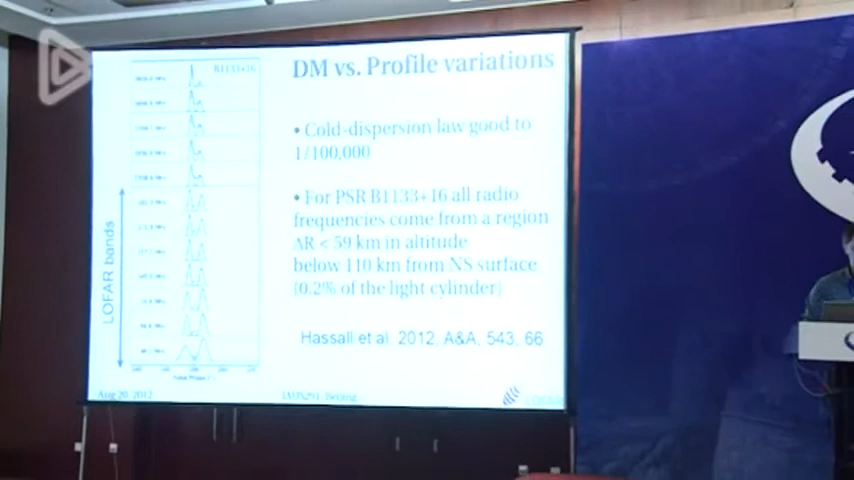 B1133+16
DM vs. Profile variations
• Cold-dispersion law good to
1/100,000
• For PSR B1133+16 all radio
frequencies come from a region
ΔR < 59 km in altitude
below 110 km from NS surface
(0.2% of the light cylinder)
Hassall et al. 2012, A&A, 543, 66
LOFAR bands
Aug 20, 2012
IAUS291, Beijing